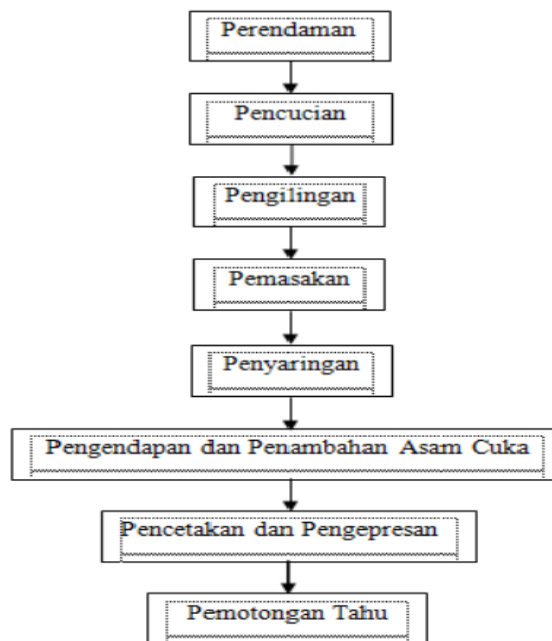 Perendaman
Pencucian
Pengilingan
Pemasakan
Penyaringan
Pengendapan dan Penambahan Asam Cuka
Pencetakan dan Pengepresan
Pemotongan Tahu